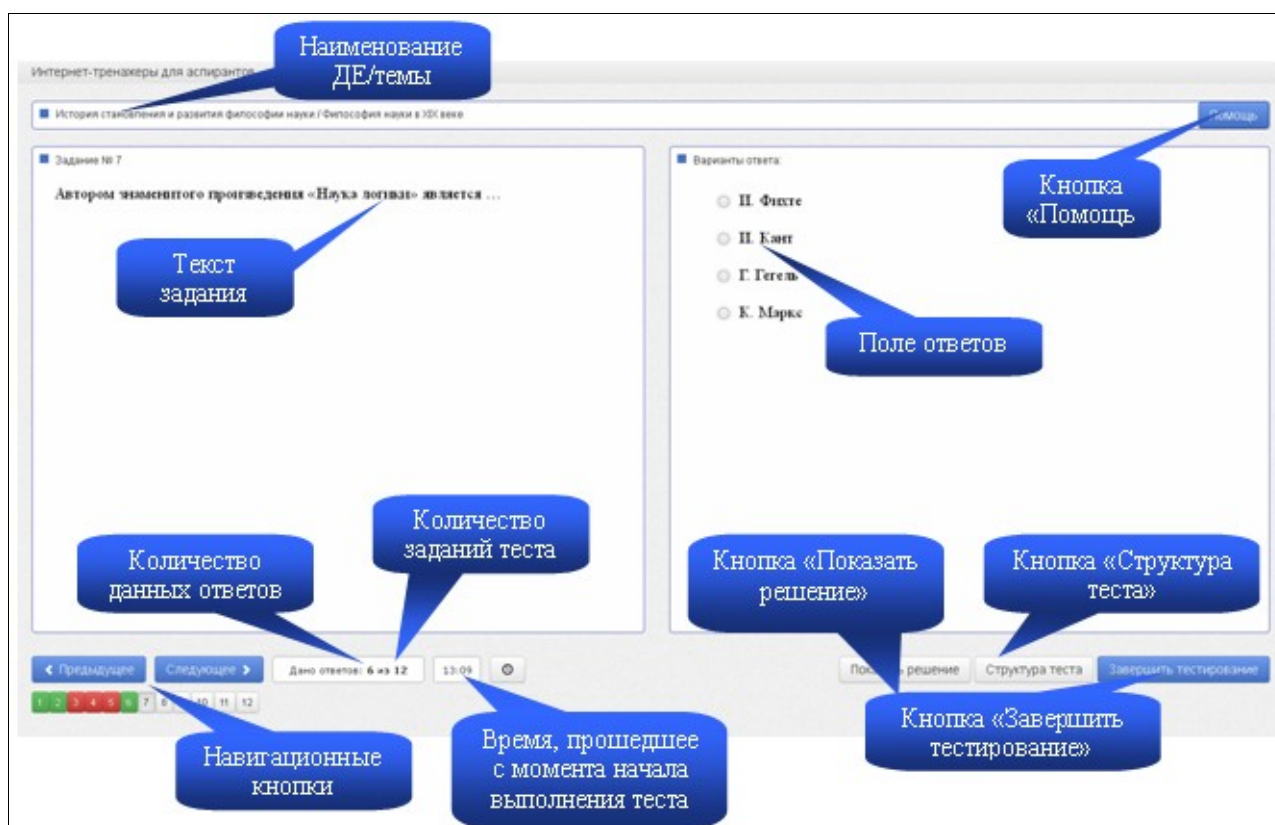 Наименование
ДЕ/темы
Интернет-тренажеры для аспирантов
История становления и развития философии науки / Философия науки в XIX веке
Помощь
Задание № 7
Автором знаменитого произведения «Наука логики» является …
Текст
задания
Варианты ответа:
И. Фихте
И. Кант
Г. Гегель
К. Маркс
Кнопка
«Помощь
Поле ответов
Количество
заданий теста
Количество
данных ответов
Кнопка «Показать
решение»
Кнопка «Структура
теста»
Предыдущее
Следующее
Дано ответов: 6 из 12
13:09
Показать решение
Структура теста
Завершить тестирование
1 2 3 4 5 6 7 8 10 11 12
Навигационные
кнопки
Время, прошедшее
с момента начала
выполнения теста
Кнопка «Завершить
тестирование»